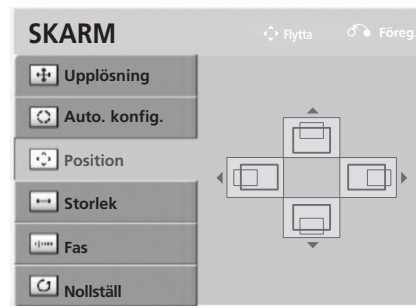 SKARM
Flytta
Föreg.
Upplösning
Auto. konfig.
Position
Storlek
Fas
Nollställ